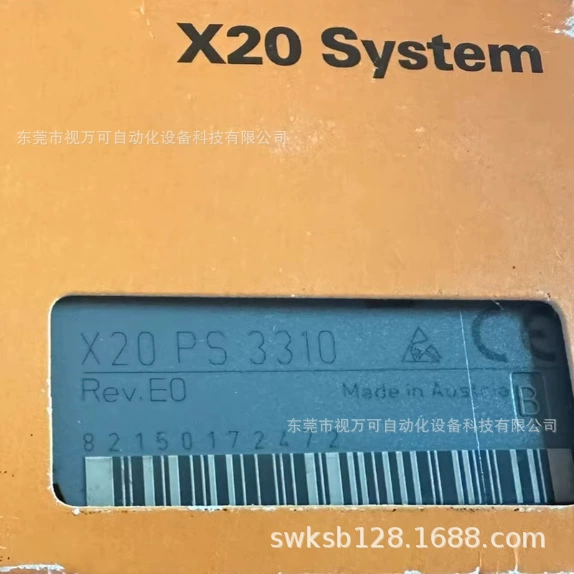 X20 System
东莞市视万可自动化设备科技有限公司
X20 PS 3310
CE
Rev.E0
Made in Austria
B
82150172472
东莞市视万可自动化设备科技有限公司
swksb128.1688.com